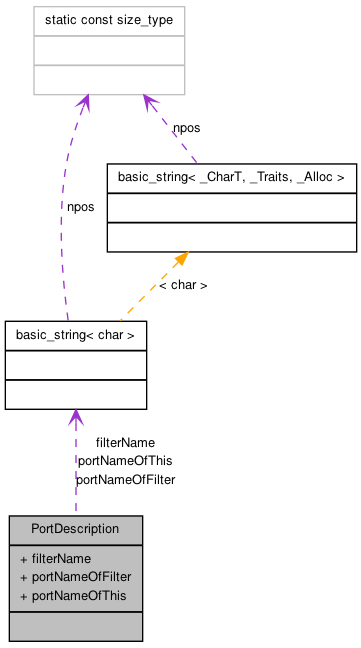 static const size_type
npos
basic_string< _CharT, _Traits, _Alloc >
npos
< char >
basic_string< char >
filterName
portNameOfThis
portNameOfFilter
PortDescription
+ filterName
+ portNameOfFilter
+ portNameOfThis